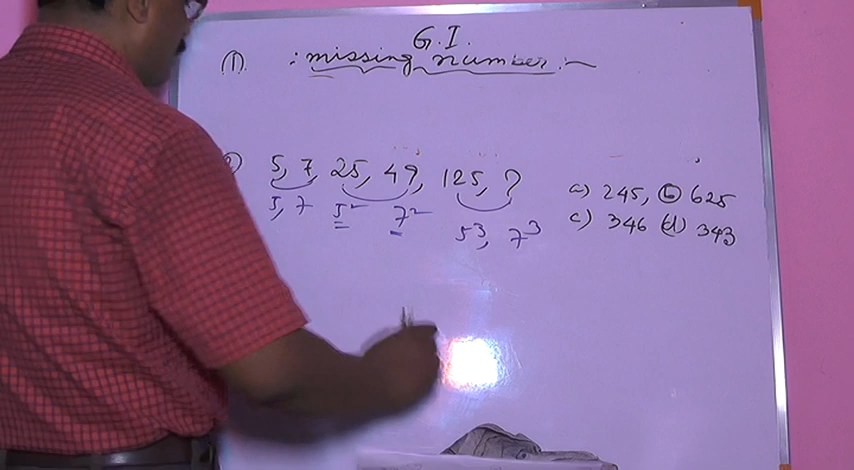 G.I.
(1). : missing number :-
5, 7, 25, 49, 125, ?
5, 7 5² 7² 5³, 7³
a) 245, (b) 625
c) 346 (d) 343